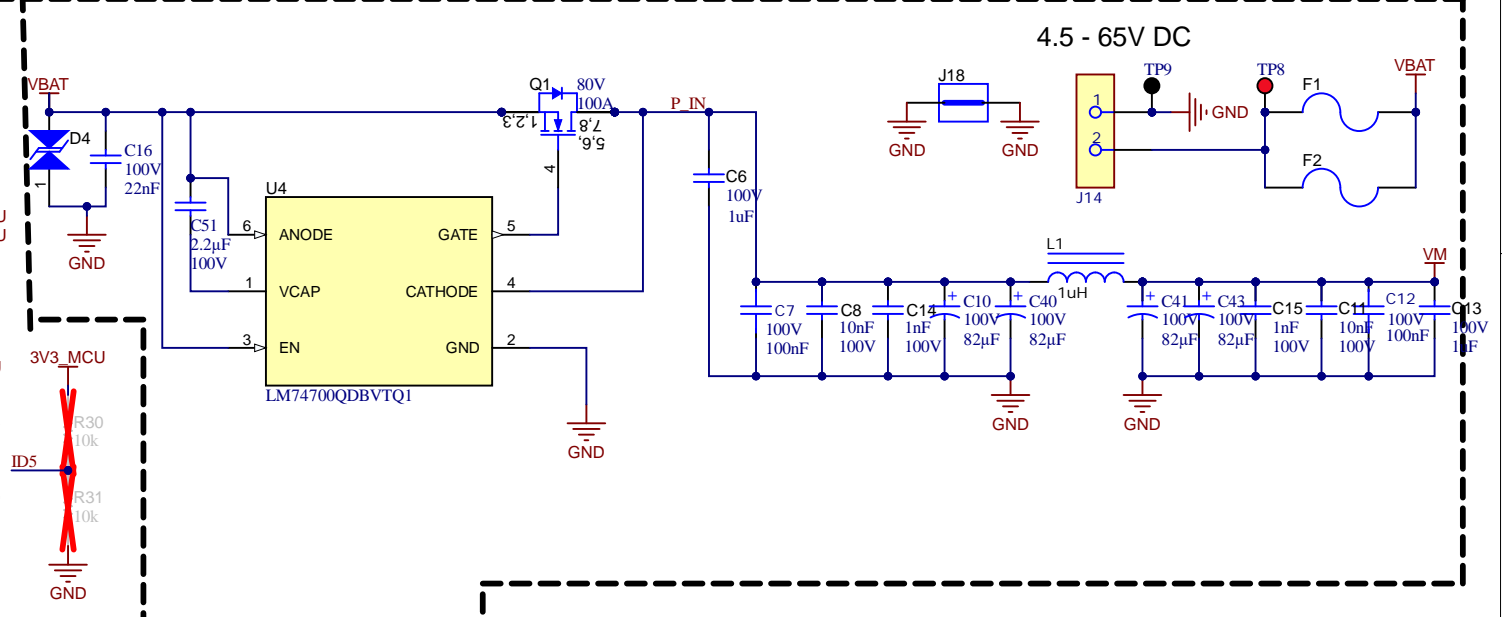 4.5 - 65V DC
VBAT
D4
1
C16
100V
22nF
GND
C51
2.2µF
100V
Q1
80V
100A
1,2,3
5,6,
7,8
4
P_IN
U4
6
ANODE
GATE
5
1
VCAP
CATHODE
4
3
EN
GND
2
LM74700QDBVTQ1
GND
C6
100V
1uF
J18
GND
GND
1
2
J14
TP9
GND
TP8
F1
F2
VBAT
L1
1uH
VM
C7
100V
100nF
C8
10nF
100V
C14
1nF
100V
C10
100V
82µF
C40
100V
82µF
GND
C41
100V
82µF
C43
100V
82µF
C15
1nF
100V
C11
10nF
100V
C12
100V
100nF
C13
100V
1uF
GND
U
U
3V3_MCU
R30
10k
ID5
R31
10k
GND